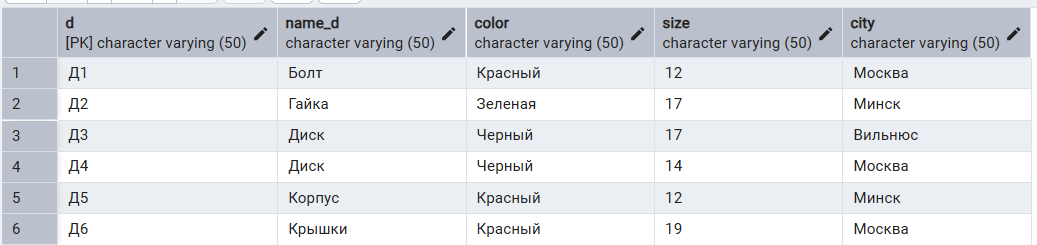 d name_d color size city
[PK] character varying (50) character varying (50) character varying (50) character varying (50) character varying (50)
1 Д1 Болт Красный 12 Москва
2 Д2 Гайка Зеленая 17 Минск
3 Д3 Диск Черный 17 Вильнюс
4 Д4 Диск Черный 14 Москва
5 Д5 Корпус Красный 12 Минск
6 Д6 Крышки Красный 19 Москва